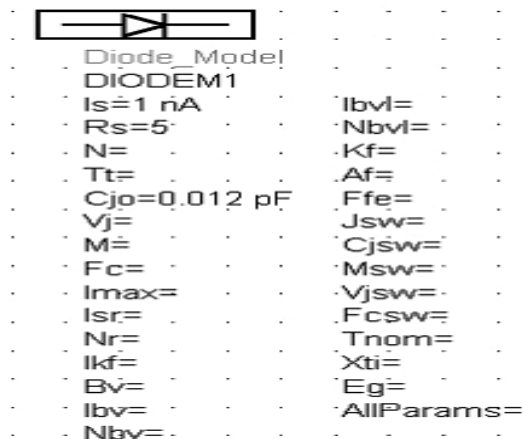 Diode_Model
DIODEM1
Is=1 nA
Rs=5
N=
Tt=
Cjo=0.012 pF
Vj=
M=
Fc=
Imax=
Isr=
Nr=
Ikf=
Bv=
Ibv=
Nbv=
Ibvl=
Nbvl=
Kf=
Af=
Ffe=
Jsw=
Cjsw=
Msw=
Vjsw=
Fcsw=
Tnom=
Xti=
Eg=
AllParams=